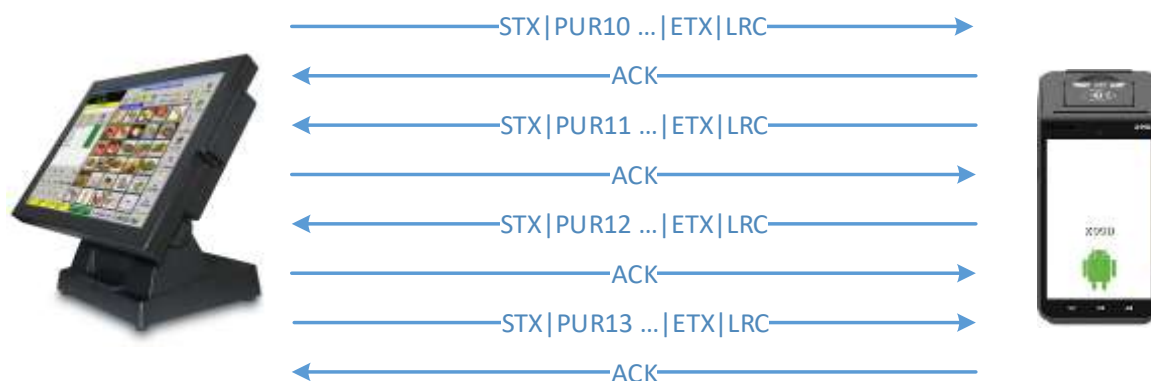 STX|PUR10 ...|ETX|LRC
ACK
STX|PUR11 ...|ETX|LRC
ACK
STX|PUR12 ...|ETX|LRC
ACK
X990
STX|PUR13 ...|ETX|LRC
ACK